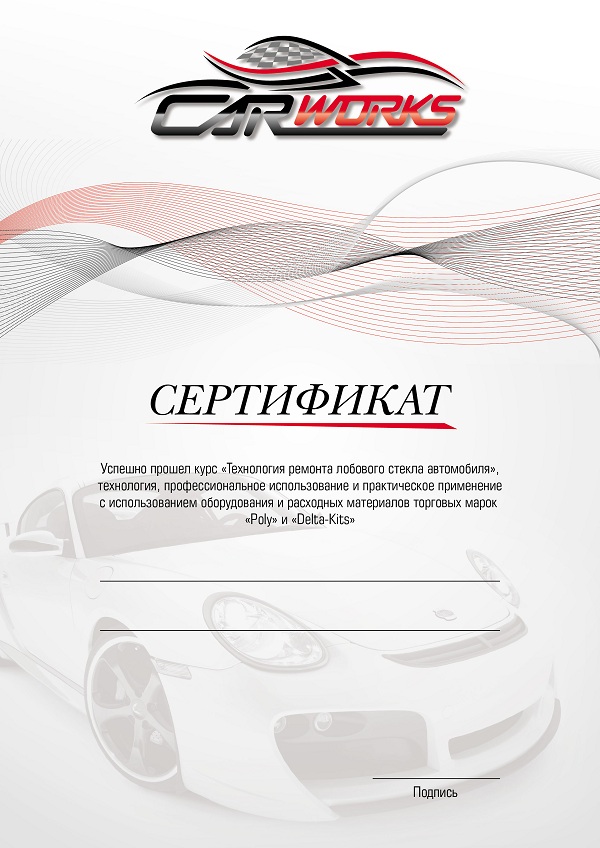 CARWORKS
СЕРТИФИКАТ
Успешно прошел курс «Технология ремонта лобового стекла автомобиля»,
технология, профессиональное использование и практическое применение
с использованием оборудования и расходных материалов торговых марок
«Poly» и «Delta-Kits»
Подпись